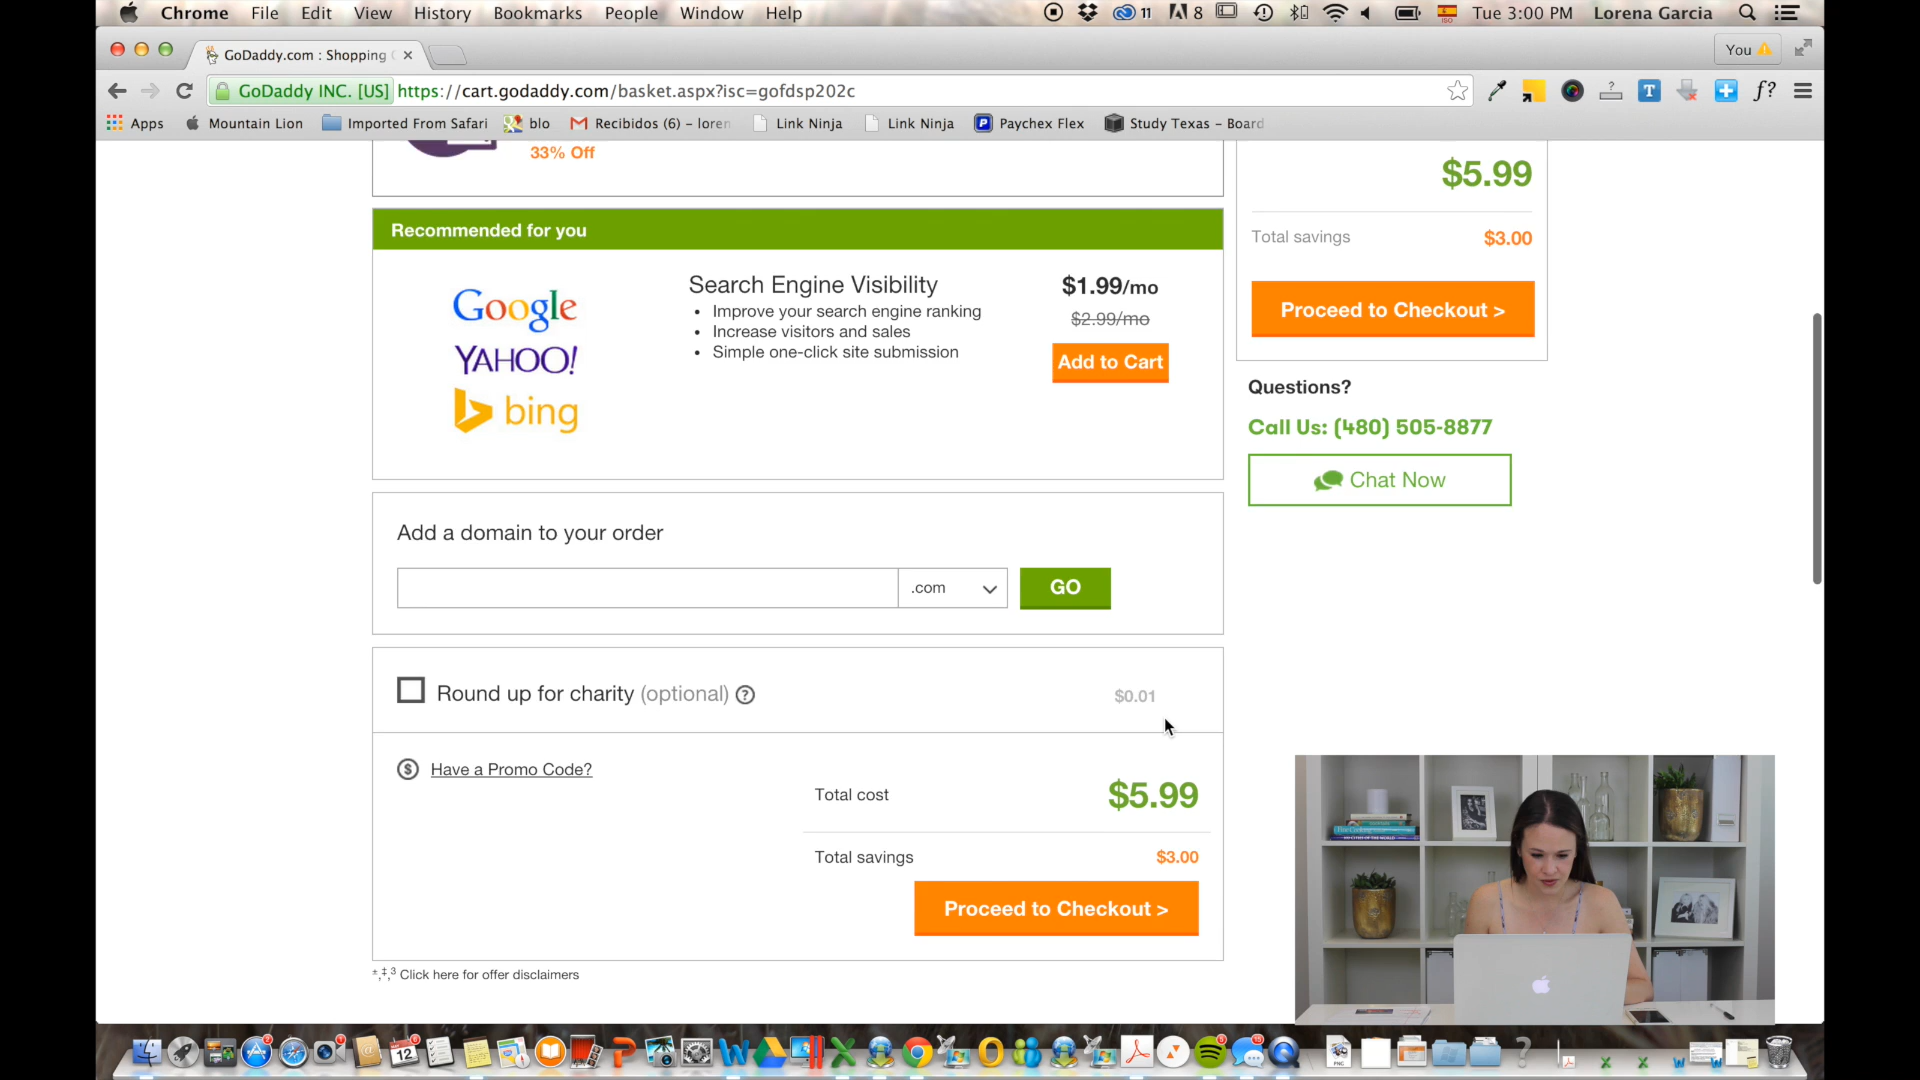 Chrome File Edit View History Bookmarks People Window Help 11 8 ISO Tue 3:00 PM Lorena Garcia
GoDaddy.com : Shopping
You
GoDaddy INC. [US] https://cart.godaddy.com/basket.aspx?isc=gofdsp202c
T
f?
Apps Mountain Lion Imported From Safari blo Recibidos (6) – loren Link Ninja Link Ninja Paychex Flex Study Texas – Board
33% Off
$5.99
Total savings $3.00
Proceed to Checkout >
Questions?
Call Us: (480) 505-8877
Chat Now
Recommended for you
Google
YAHOO!
bing
Search Engine Visibility
• Improve your search engine ranking
• Increase visitors and sales
• Simple one-click site submission
$1.99/mo
$2.99/mo
Add to Cart
Add a domain to your order
.com GO
Round up for charity (optional) ? $0.01
Have a Promo Code?
Total cost $5.99
Total savings $3.00
Proceed to Checkout >
±,‡,3 Click here for offer disclaimers